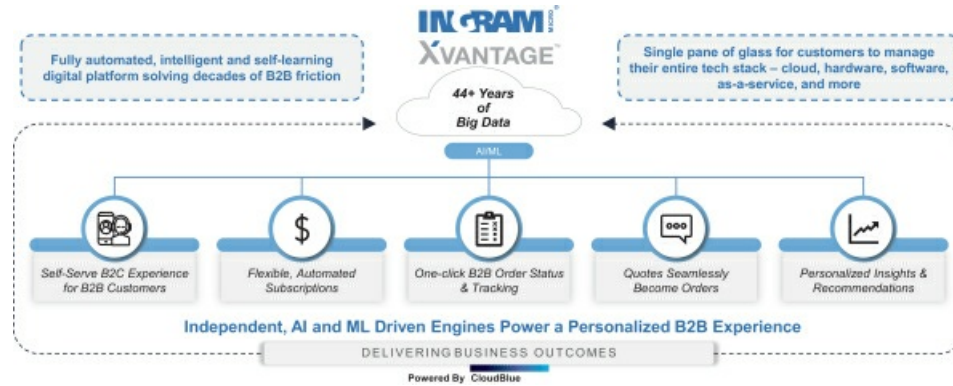 INGRAM MICRO®
XVANTAGE™
Fully automated, intelligent and self-learning
digital platform solving decades of B2B friction
Single pane of glass for customers to manage
their entire tech stack – cloud, hardware, software,
as-a-service, and more
44+ Years
of
Big Data
AI/ML
$
Self-Serve B2C Experience
for B2B Customers
Flexible, Automated
Subscriptions
One-click B2B Order Status
& Tracking
Quotes Seamlessly
Become Orders
Personalized Insights &
Recommendations
Independent, AI and ML Driven Engines Power a Personalized B2B Experience
DELIVERING BUSINESS OUTCOMES
Powered By CloudBlue